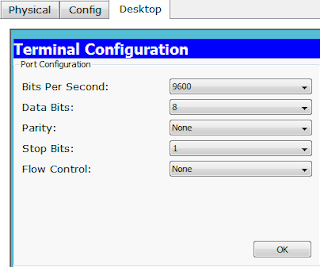 Physical Config Desktop
Terminal Configuration
Port Configuration
Bits Per Second: 9600
Data Bits: 8
Parity: None
Stop Bits: 1
Flow Control: None
OK